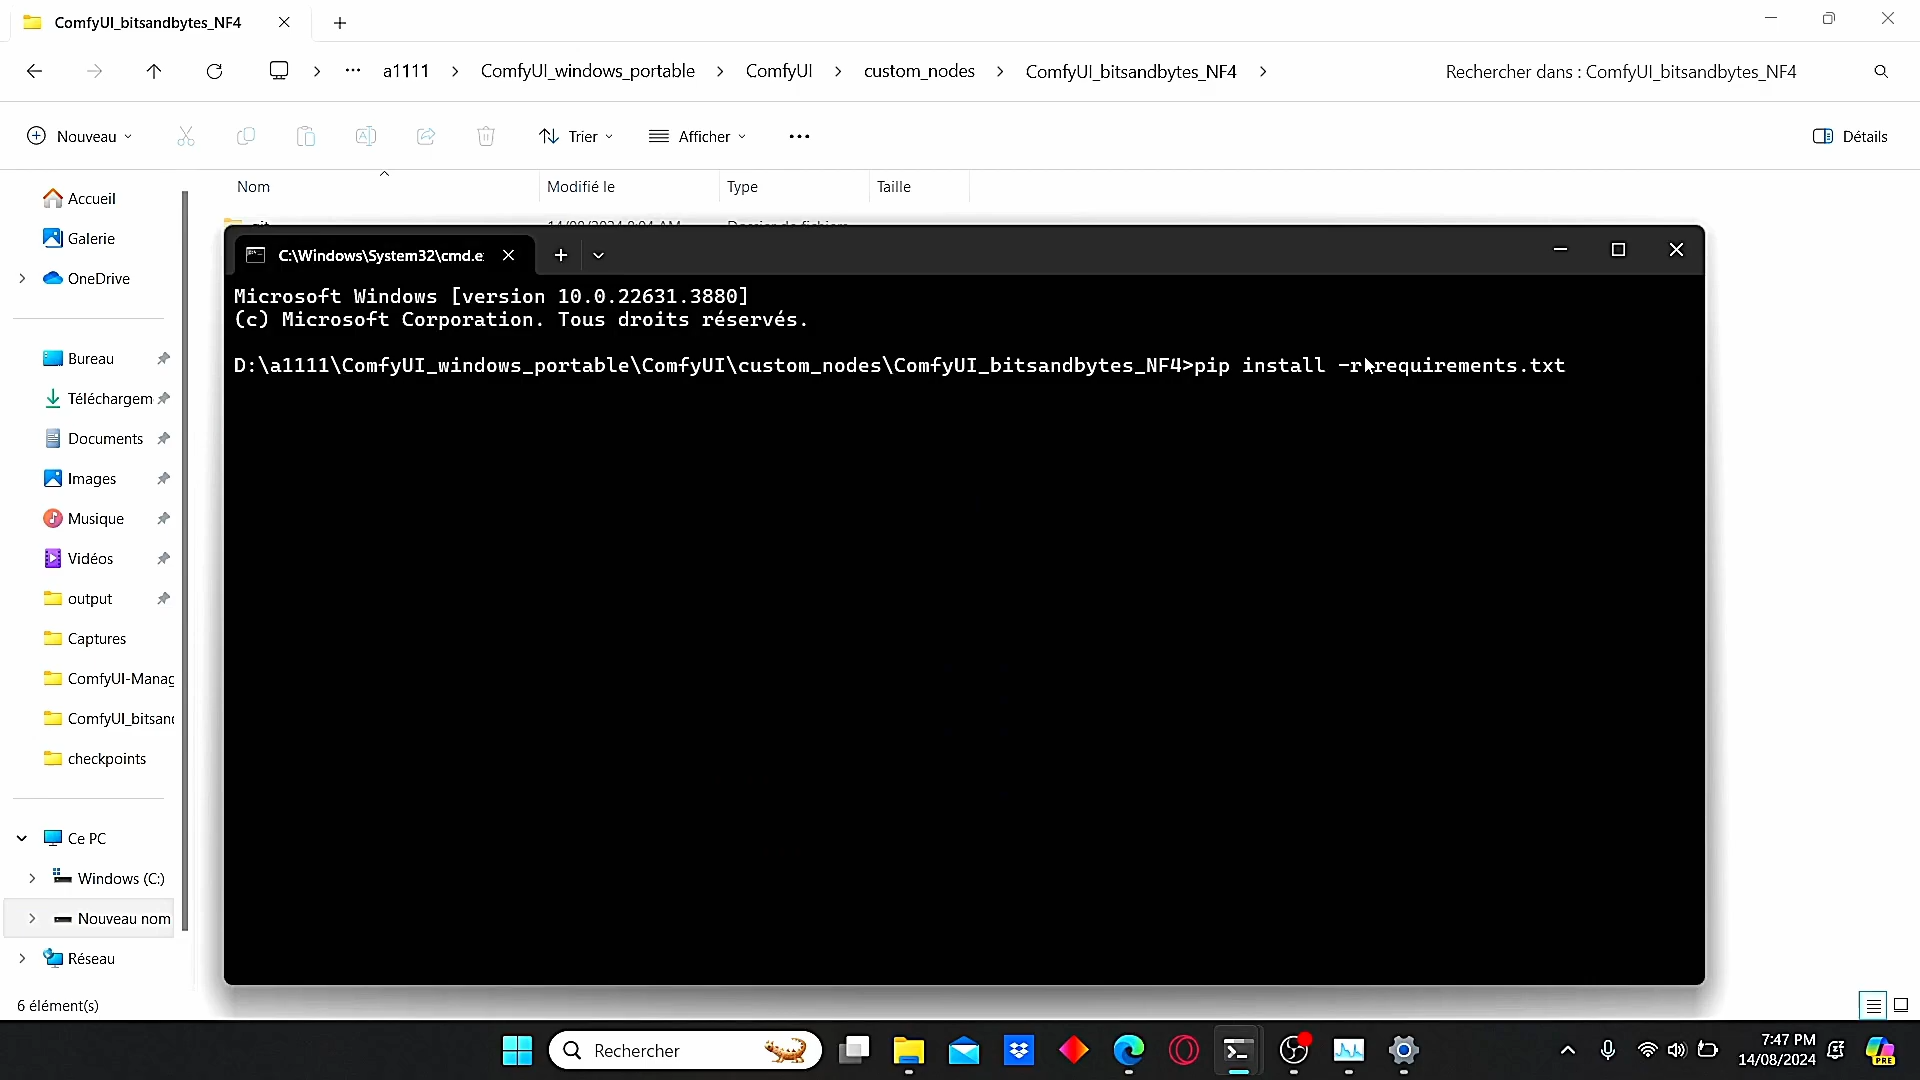 ComfyUI_bitsandbytes_NF4
a1111 ComfyUI_windows_portable ComfyUI custom_nodes ComfyUI_bitsandbytes_NF4 Rechercher dans : ComfyUI_bitsandbytes_NF4
Nouveau Trier Afficher Détails
Nom Modifié le Type Taille
Accueil
Galerie
OneDrive
Bureau
Téléchargem
Documents
Images
Musique
Vidéos
output
Captures
ComfyUI-Manag
ComfyUI_bitsan
checkpoints
Ce PC
Windows (C:)
Nouveau nom
Réseau
6 élément(s)
C:\Windows\System32\cmd.e
Microsoft Windows [version 10.0.22631.3880]
(c) Microsoft Corporation. Tous droits réservés.
D:\a1111\ComfyUI_windows_portable\ComfyUI\custom_nodes\ComfyUI_bitsandbytes_NF4>pip install -r requirements.txt
Rechercher
7:47 PM
14/08/2024
PRE